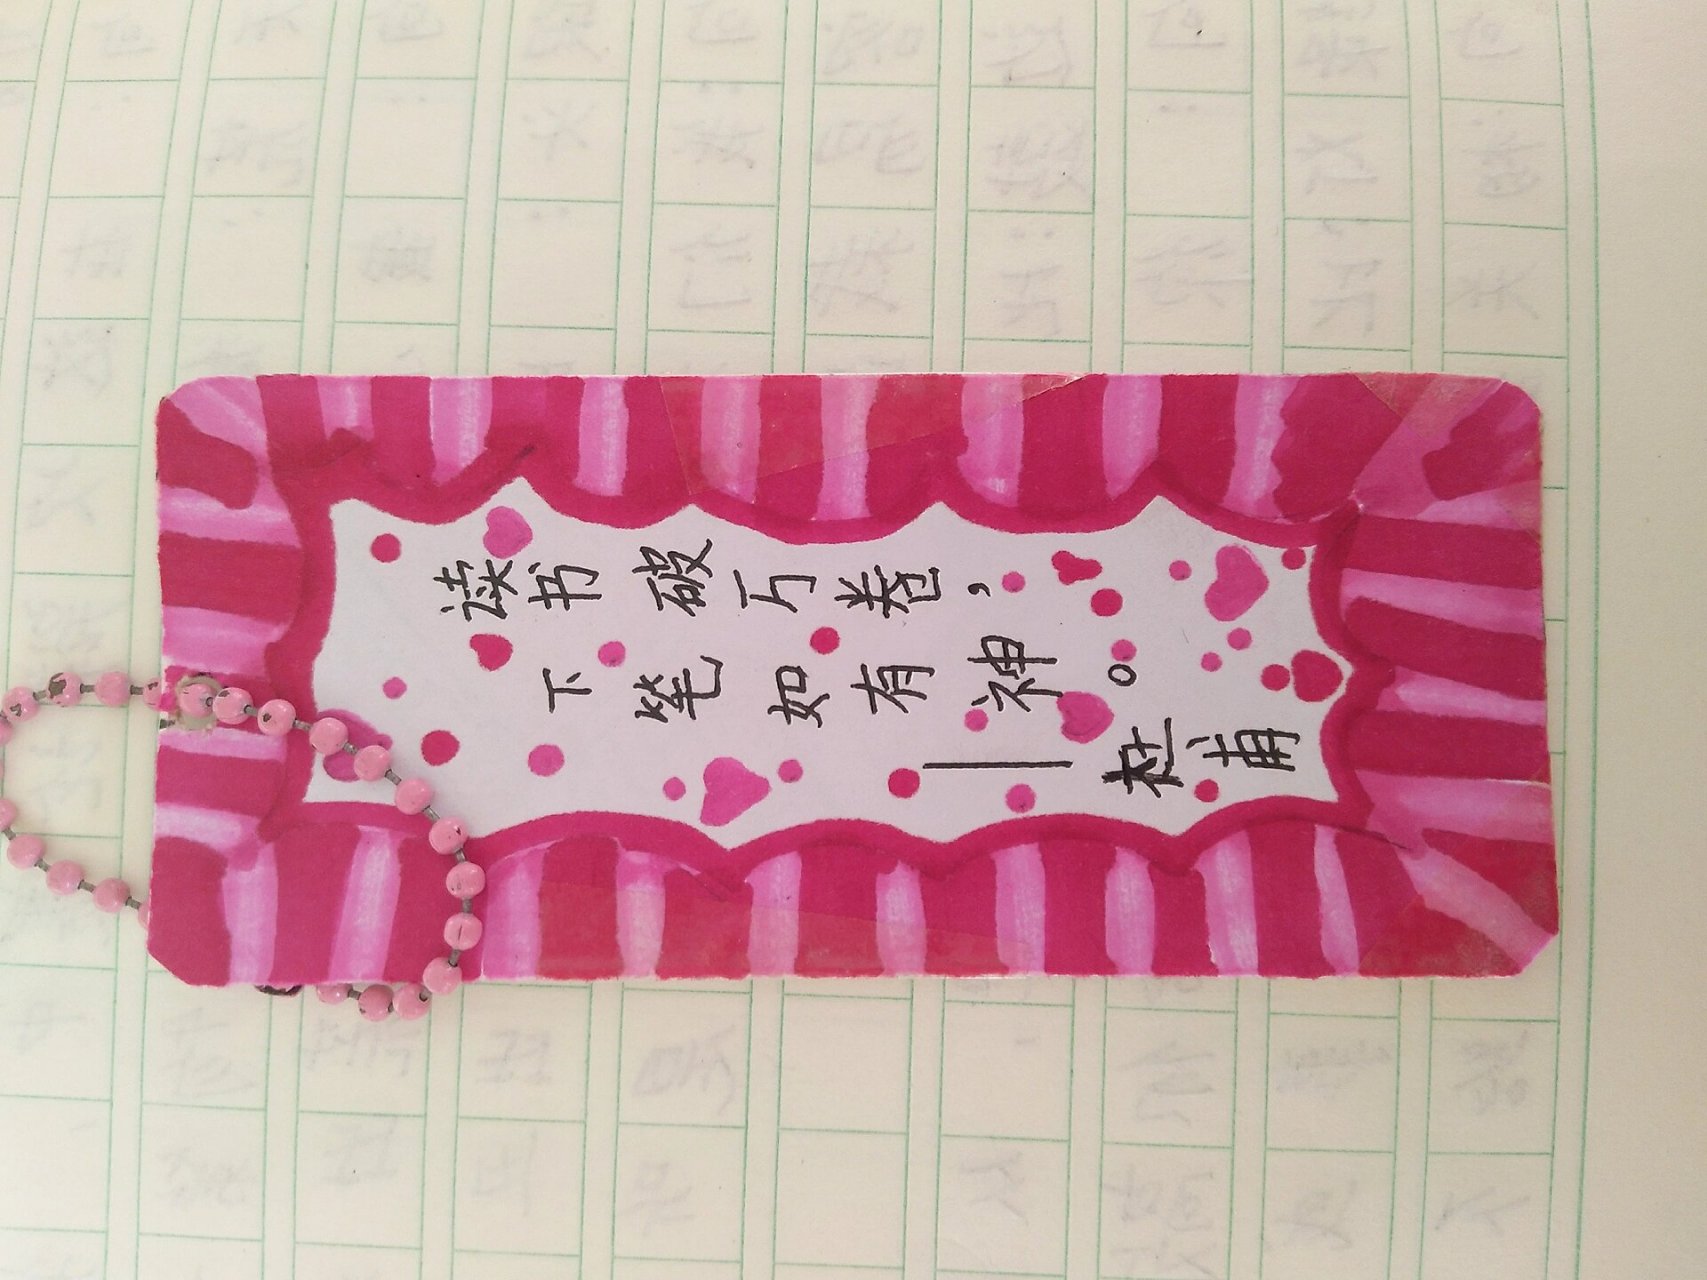 读书破万卷，
下笔如有神。
——杜甫